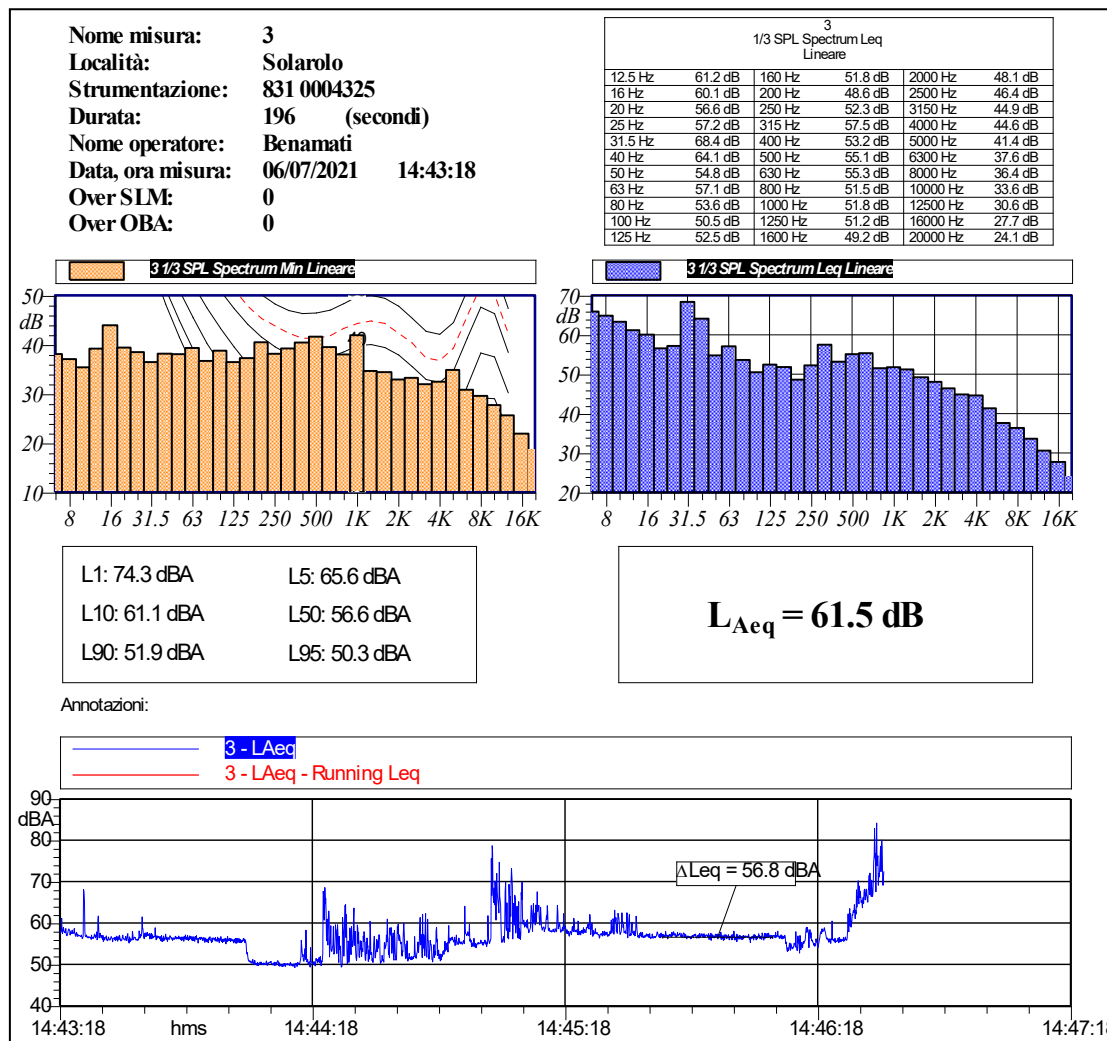 Nome misura: 3
Località: Solarolo
Strumentazione: 831 0004325
Durata: 196 (secondi)
Nome operatore: Benamati
Data, ora misura: 06/07/2021 14:43:18
Over SLM: 0
Over OBA: 0
3
1/3 SPL Spectrum Leq
Lineare
12.5 Hz 61.2 dB 160 Hz 51.8 dB 2000 Hz 48.1 dB
16 Hz 60.1 dB 200 Hz 48.6 dB 2500 Hz 46.4 dB
20 Hz 56.6 dB 250 Hz 52.3 dB 3150 Hz 44.9 dB
25 Hz 57.2 dB 315 Hz 57.5 dB 4000 Hz 44.6 dB
31.5 Hz 68.4 dB 400 Hz 53.2 dB 5000 Hz 41.4 dB
40 Hz 64.1 dB 500 Hz 55.1 dB 6300 Hz 37.6 dB
50 Hz 54.8 dB 630 Hz 55.3 dB 8000 Hz 36.4 dB
63 Hz 57.1 dB 800 Hz 51.5 dB 10000 Hz 33.6 dB
80 Hz 53.6 dB 1000 Hz 51.8 dB 12500 Hz 30.6 dB
100 Hz 50.5 dB 1250 Hz 51.2 dB 16000 Hz 27.7 dB
125 Hz 52.5 dB 1600 Hz 49.2 dB 20000 Hz 24.1 dB
3 1/3 SPL Spectrum Min Lineare
50
dB
40
30
20
10
8 16 31.5 63 125 250 500 1K 2K 4K 8K 16K
3 1/3 SPL Spectrum Leq Lineare
70
dB
60
50
40
30
20
8 16 31.5 63 125 250 500 1K 2K 4K 8K 16K
L1: 74.3 dBA L5: 65.6 dBA
L10: 61.1 dBA L50: 56.6 dBA
L90: 51.9 dBA L95: 50.3 dBA
LAeq = 61.5 dB
Annotazioni:
3 - LAeq
3 - LAeq - Running Leq
90
dBA
80
70
60
50
40
ΔLeq = 56.8 dBA
14:43:18 hms 14:44:18 14:45:18 14:46:18 14:47:18